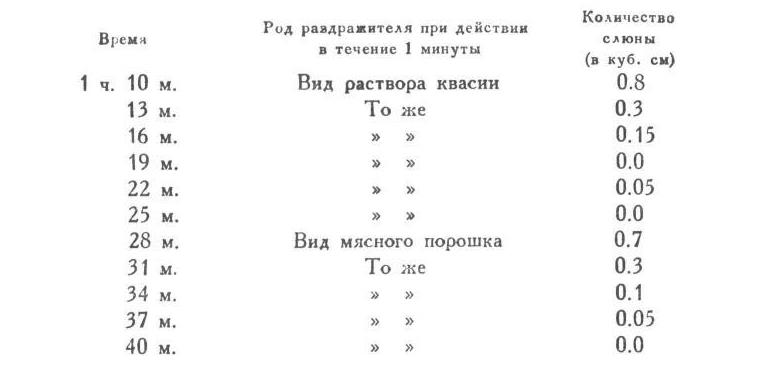 Время Род раздражителя при действии в течение 1 минуты Количество слюны (в куб. см)
1 ч. 10 м. Вид раствора квасии 0.8
13 м. То же 0.3
16 м. » » 0.15
19 м. » » 0.0
22 м. » » 0.05
25 м. » » 0.0
28 м. Вид мясного порошка 0.7
31 м. То же 0.3
34 м. » » 0.1
37 м. » » 0.05
40 м. » » 0.0